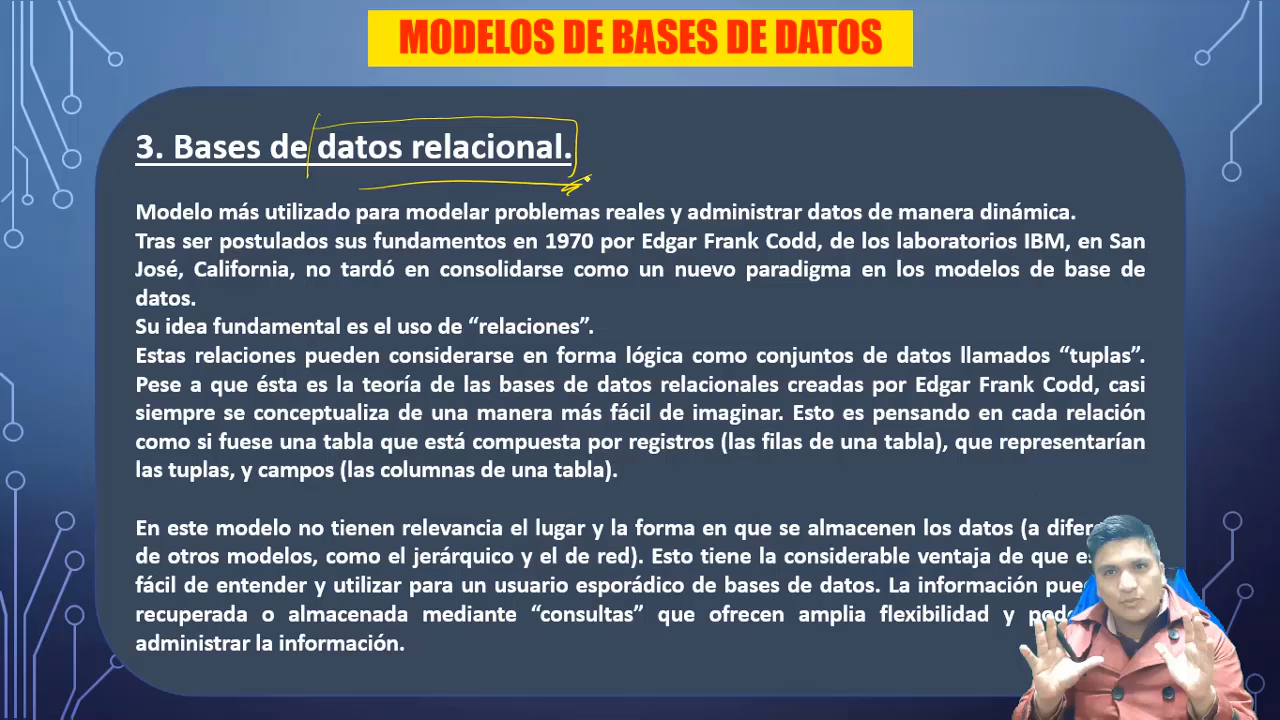 MODELOS DE BASES DE DATOS
3. Bases de datos relacional.
Modelo más utilizado para modelar problemas reales y administrar datos de manera dinámica.
Tras ser postulados sus fundamentos en 1970 por Edgar Frank Codd, de los laboratorios IBM, en San
José, California, no tardó en consolidarse como un nuevo paradigma en los modelos de base de
datos.
Su idea fundamental es el uso de “relaciones”.
Estas relaciones pueden considerarse en forma lógica como conjuntos de datos llamados “tuplas”.
Pese a que ésta es la teoría de las bases de datos relacionales creadas por Edgar Frank Codd, casi
siempre se conceptualiza de una manera más fácil de imaginar. Esto es pensando en cada relación
como si fuese una tabla que está compuesta por registros (las filas de una tabla), que representarían
las tuplas, y campos (las columnas de una tabla).
En este modelo no tienen relevancia el lugar y la forma en que se almacenen los datos (a
de otros modelos, como el jerárquico y el de red). Esto tiene la considerable ventaja de que
fácil de entender y utilizar para un usuario esporádico de bases de datos. La información
recuperada o almacenada mediante “consultas” que ofrecen amplia flexibilidad y
administrar la información.